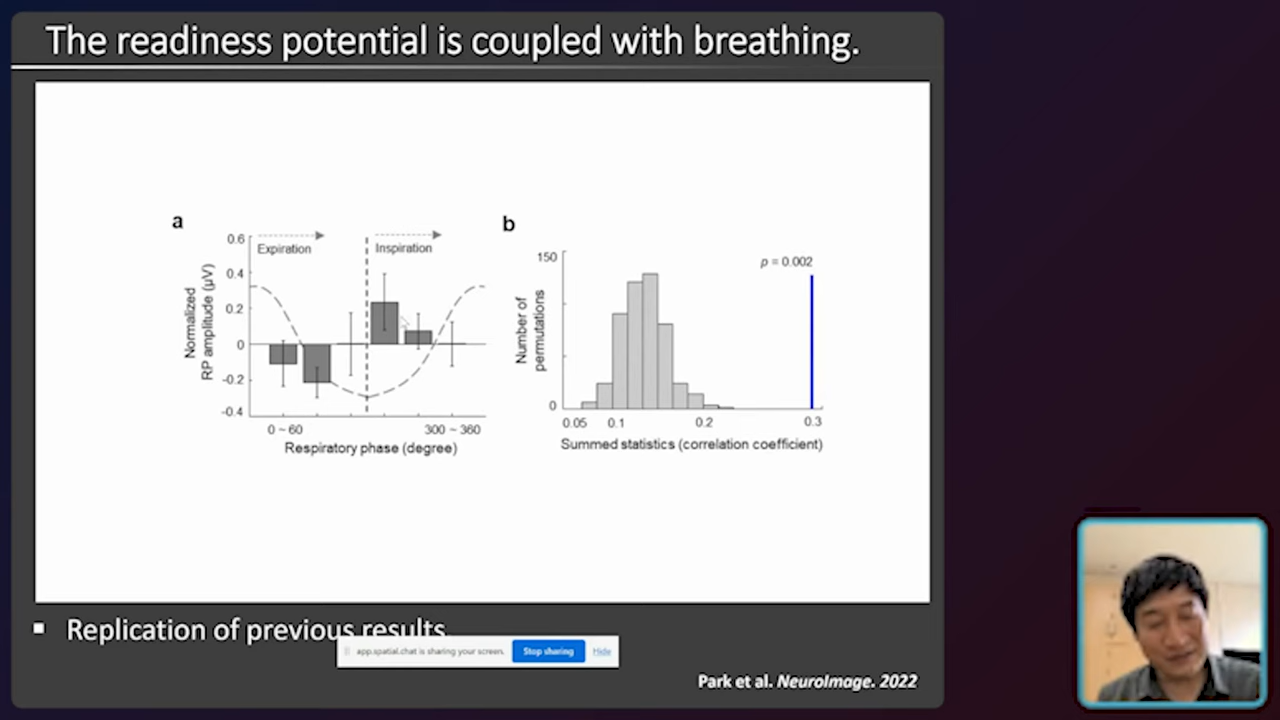 The readiness potential is coupled with breathing.
a
Expiration
Inspiration
Normalized
RP amplitude (µV)
0.6
0.4
0.2
0
-0.2
-0.4
0 ~ 60
300 ~ 360
Respiratory phase (degree)
b
p = 0.002
Number of
permutations
150
0
0.05
0.1
0.2
0.3
Summed statistics (correlation coefficient)
▪ Replication of previous results.
app.spatial.chat is sharing your screen.
Stop sharing
Hide
Park et al. NeuroImage. 2022